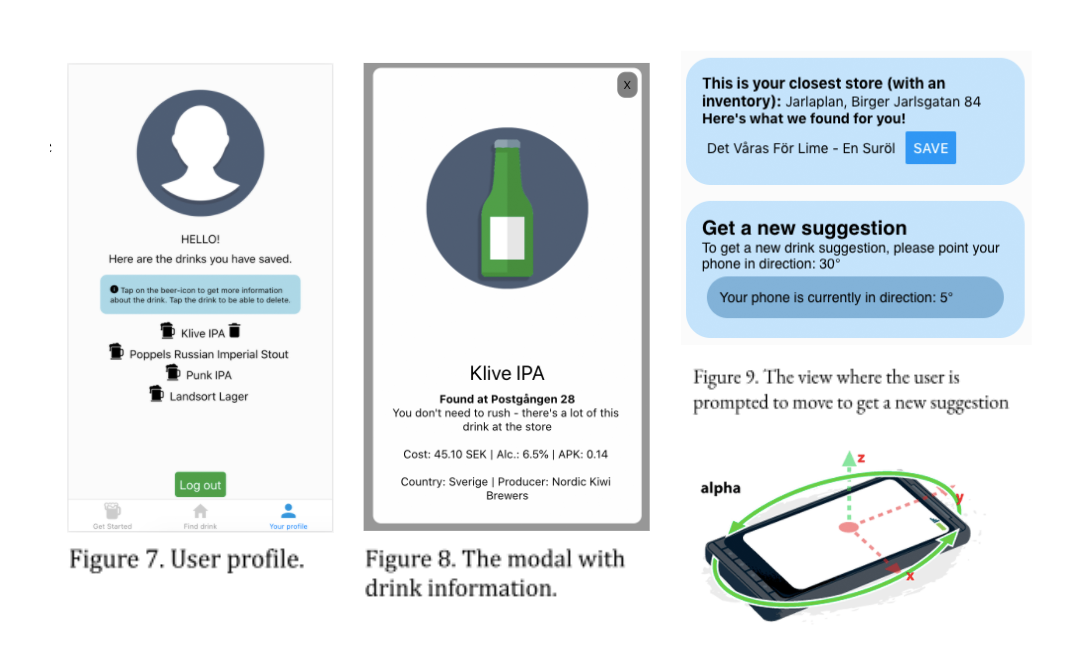 HELLO!
Here are the drinks you have saved.
Tap on the beer-icon to get more information
about the drink. Tap the drink to be able to delete.
Klive IPA
Poppels Russian Imperial Stout
Punk IPA
Landsort Lager
Log out
Get Started
Find drink
Your profile
Figure 7. User profile.
X
Klive IPA
Found at Postgången 28
You don't need to rush - there's a lot of this
drink at the store
Cost: 45.10 SEK | Alc.: 6.5% | APK: 0.14
Country: Sverige | Producer: Nordic Kiwi
Brewers
Figure 8. The modal with
drink information.
This is your closest store (with an
inventory): Jarlaplan, Birger Jarlsgatan 84
Here's what we found for you!
Det Våras För Lime - En Suröl SAVE
Get a new suggestion
To get a new drink suggestion, please point your
phone in direction: 30°
Your phone is currently in direction: 5°
Figure 9. The view where the user is
prompted to move to get a new suggestion
alpha
z
y
x